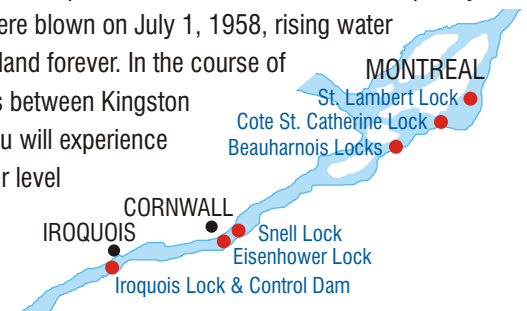 ere blown on July 1, 1958, rising water
land forever. In the course of
s between Kingston
u will experience
r level
MONTREAL
St. Lambert Lock
Cote St. Catherine Lock
Beauharnois Locks
CORNWALL
IROQUOIS
Snell Lock
Eisenhower Lock
Iroquois Lock & Control Dam